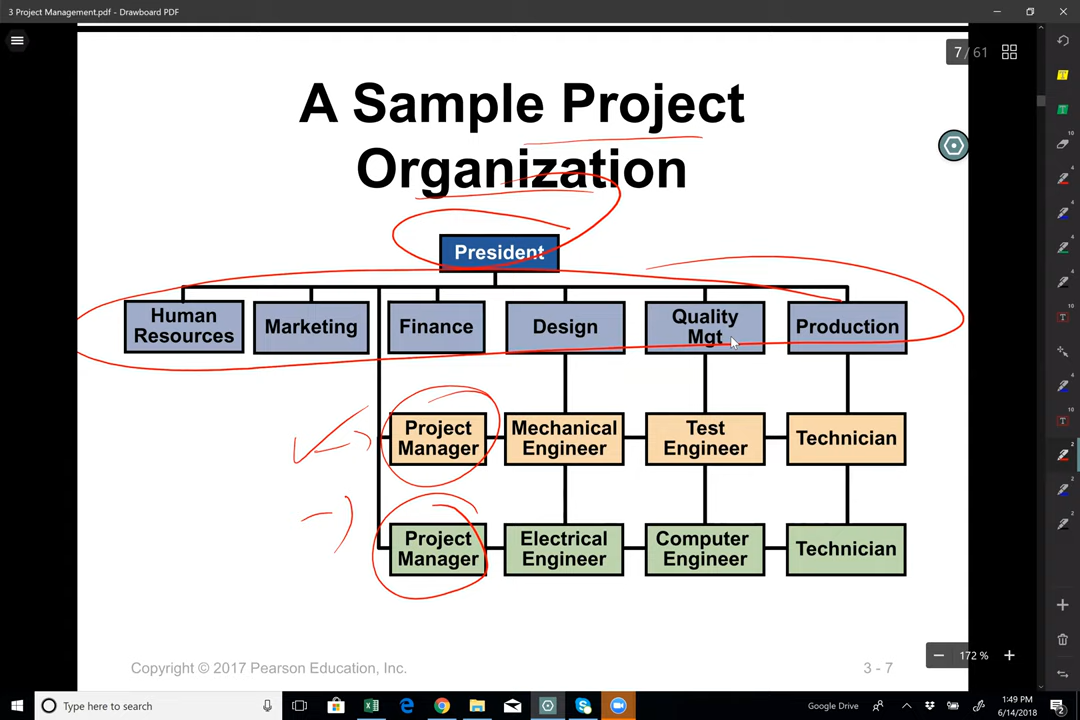 3 Project Management.pdf - Drawboard PDF
7 / 61
A Sample Project
Organization
President
Human
Resources
Marketing
Finance
Design
Quality
Mgt
Production
Project
Manager
Mechanical
Engineer
Test
Engineer
Technician
Project
Manager
Electrical
Engineer
Computer
Engineer
Technician
Copyright © 2017 Pearson Education, Inc.
3 - 7
172 %
Type here to search
Google Drive
1:49 PM
6/14/2018